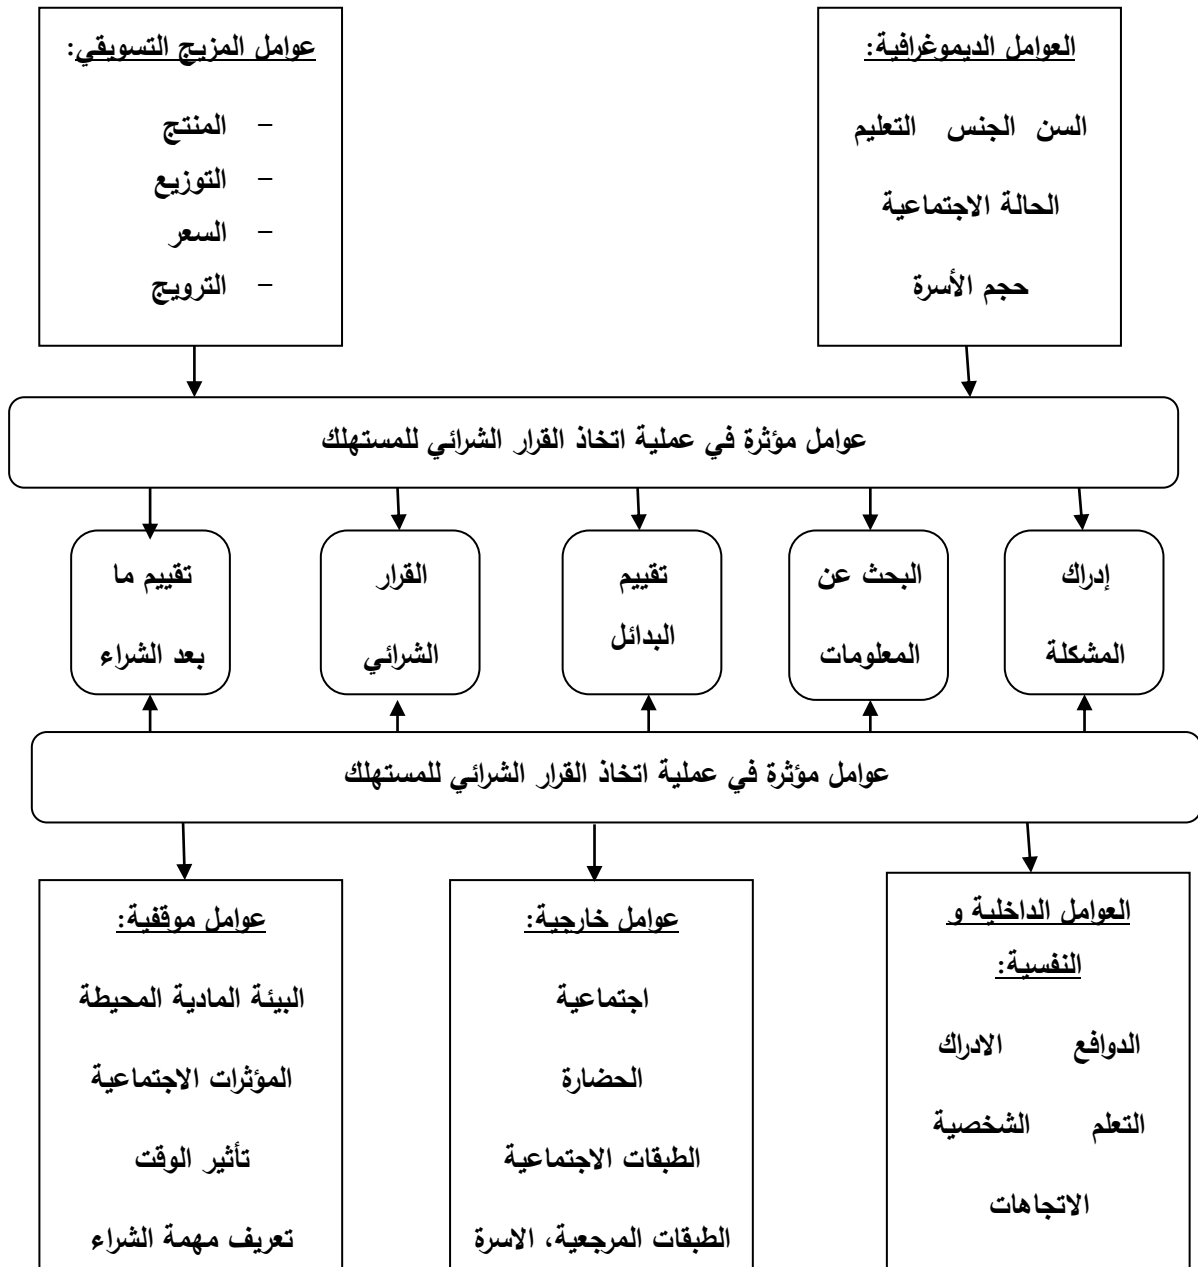 العوامل الديموغرافية:
السن الجنس التعليم
الحالة الاجتماعية
حجم الأسرة
عوامل المزيج التسويقي:
- المنتج
- التوزيع
- السعر
- الترويج
عوامل مؤثرة في عملية اتخاذ القرار الشرائي للمستهلك
إدراك
المشكلة
البحث عن
المعلومات
تقييم
البدائل
القرار
الشرائي
تقييم ما
بعد الشراء
عوامل مؤثرة في عملية اتخاذ القرار الشرائي للمستهلك
العوامل الداخلية و
النفسية:
الدوافع الادراك
التعلم الشخصية
الاتجاهات
عوامل خارجية:
اجتماعية
الحضارة
الطبقات الاجتماعية
الطبقات المرجعية، الاسرة
عوامل موقفية:
البيئة المادية المحيطة
المؤثرات الاجتماعية
تأثير الوقت
تعريف مهمة الشراء